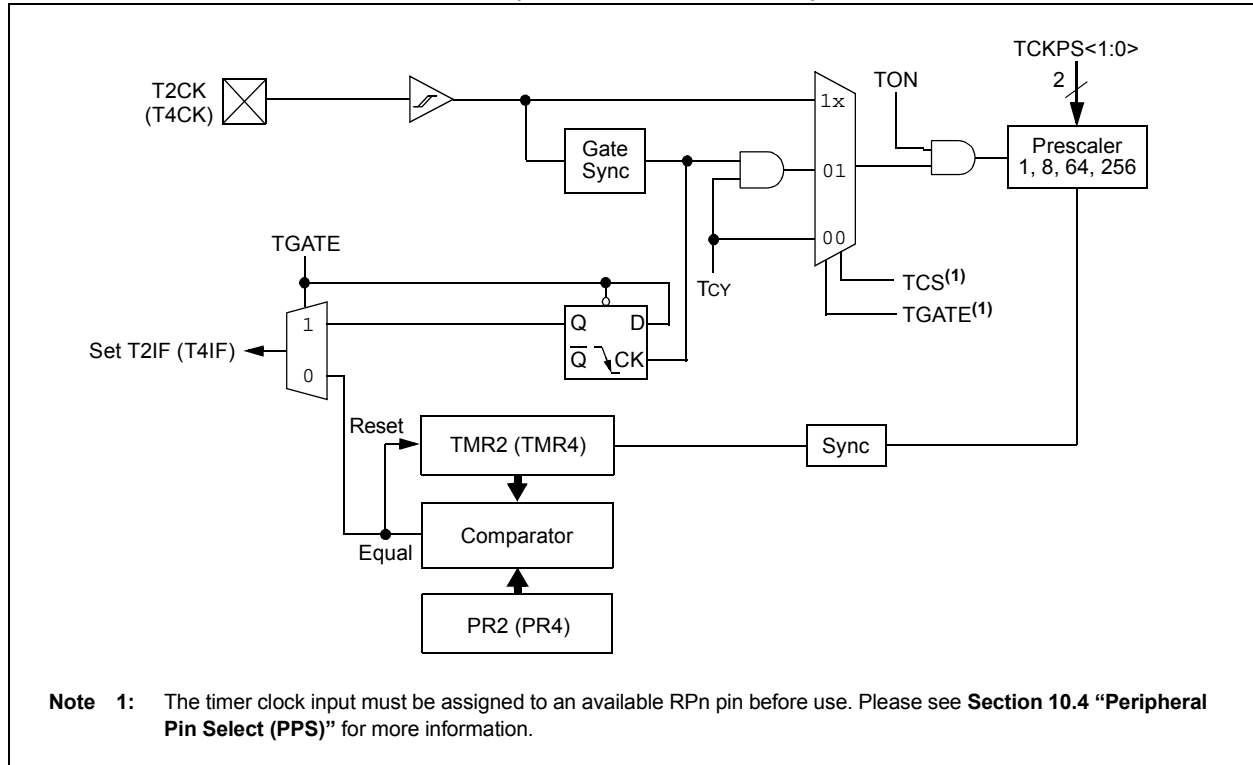 TCKPS<1:0>
2
TON
T2CK
(T4CK)
1x
Gate
Sync
01
Prescaler
1, 8, 64, 256
00
TGATE
TCY
TCS(1)
TGATE(1)
1
Q
D
Set T2IF (T4IF)
Q
CK
0
Reset
TMR2 (TMR4)
Sync
Equal
Comparator
PR2 (PR4)
Note 1: The timer clock input must be assigned to an available RPn pin before use. Please see Section 10.4 “Peripheral
Pin Select (PPS)” for more information.